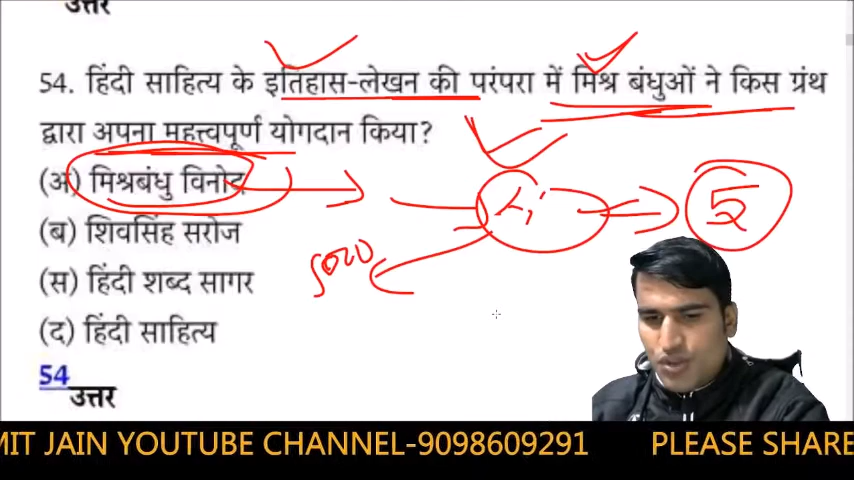 उत्तर
54. हिंदी साहित्य के इतिहास-लेखन की परंपरा में मिश्र बंधुओं ने किस ग्रंथ
द्वारा अपना महत्त्वपूर्ण योगदान किया?
(अ) मिश्रबंधु विनोद
(ब) शिवसिंह सरोज
(स) हिंदी शब्द सागर
(द) हिंदी साहित्य
5
54
उत्तर
MIT JAIN YOUTUBE CHANNEL-9098609291 PLEASE SHARE